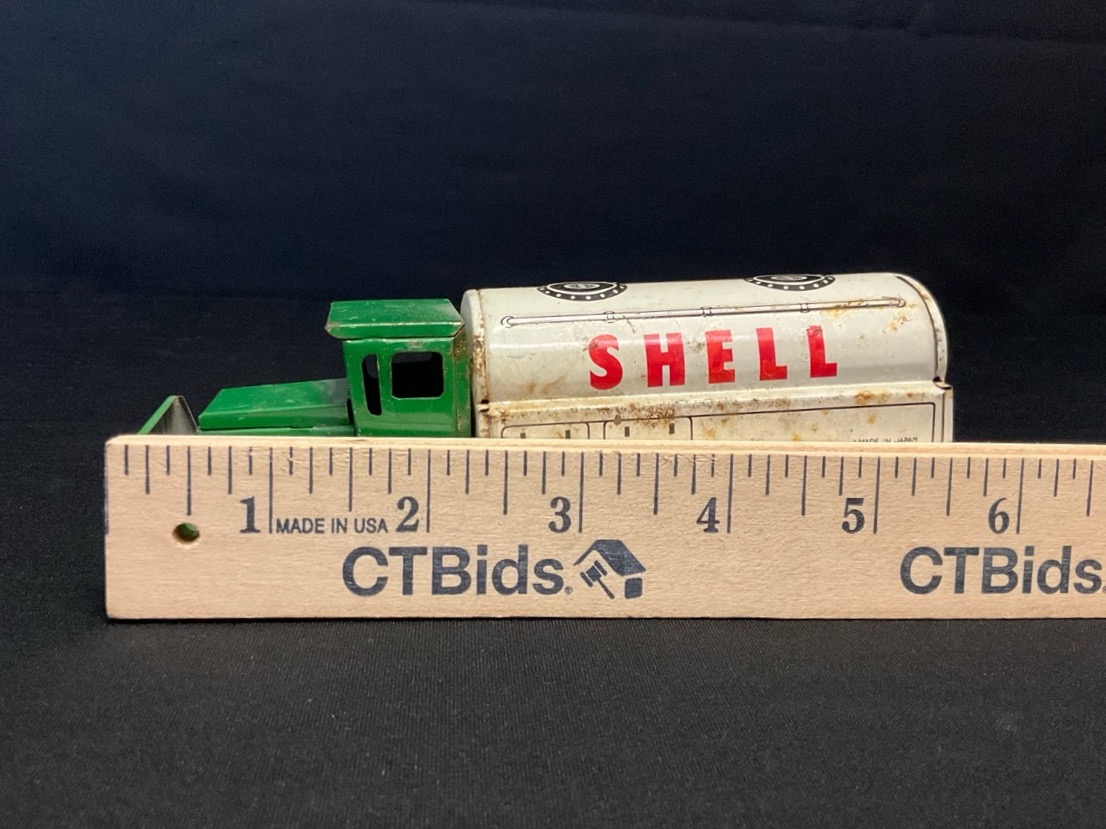 SHELL
MADE IN JAPAN
1 2 3 4 5 6
MADE IN USA
CTBids. CTBids.